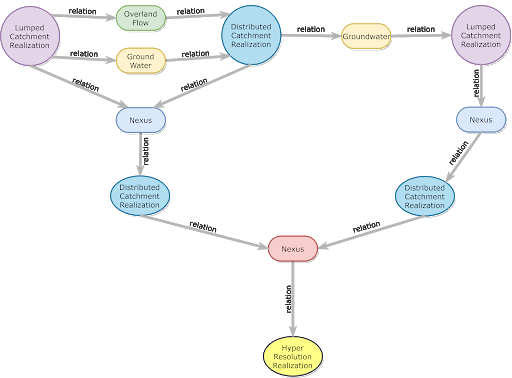 relation
Overland
Flow
relation
Lumped
Catchment
Realization
relation
Ground
Water
relation
Distributed
Catchment
Realization
relation
Groundwater
relation
Lumped
Catchment
Realization
relation
relation
relation
Nexus
Nexus
relation
relation
Distributed
Catchment
Realization
Distributed
Catchment
Realization
relation
relation
Nexus
relation
Hyper
Resolution
Realization